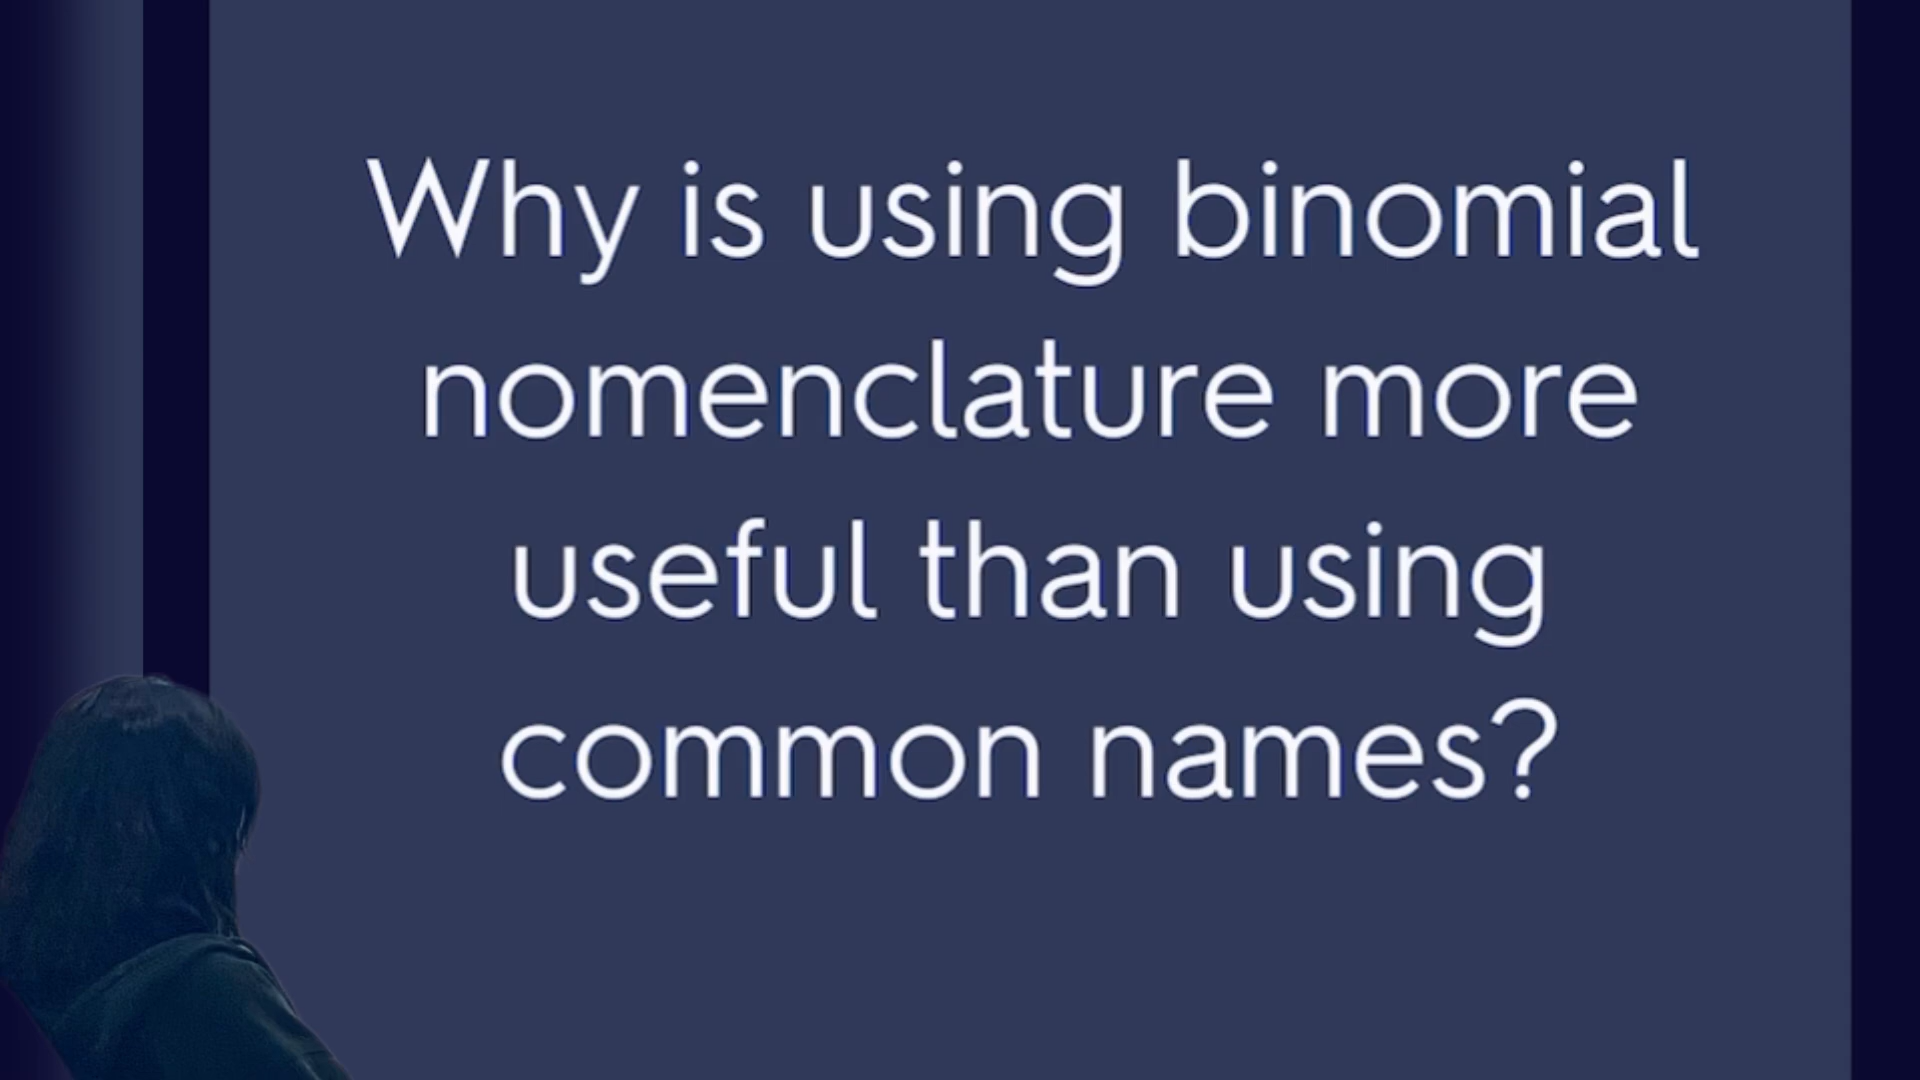 Why is using binomial
nomenclature more
useful than using
common names?